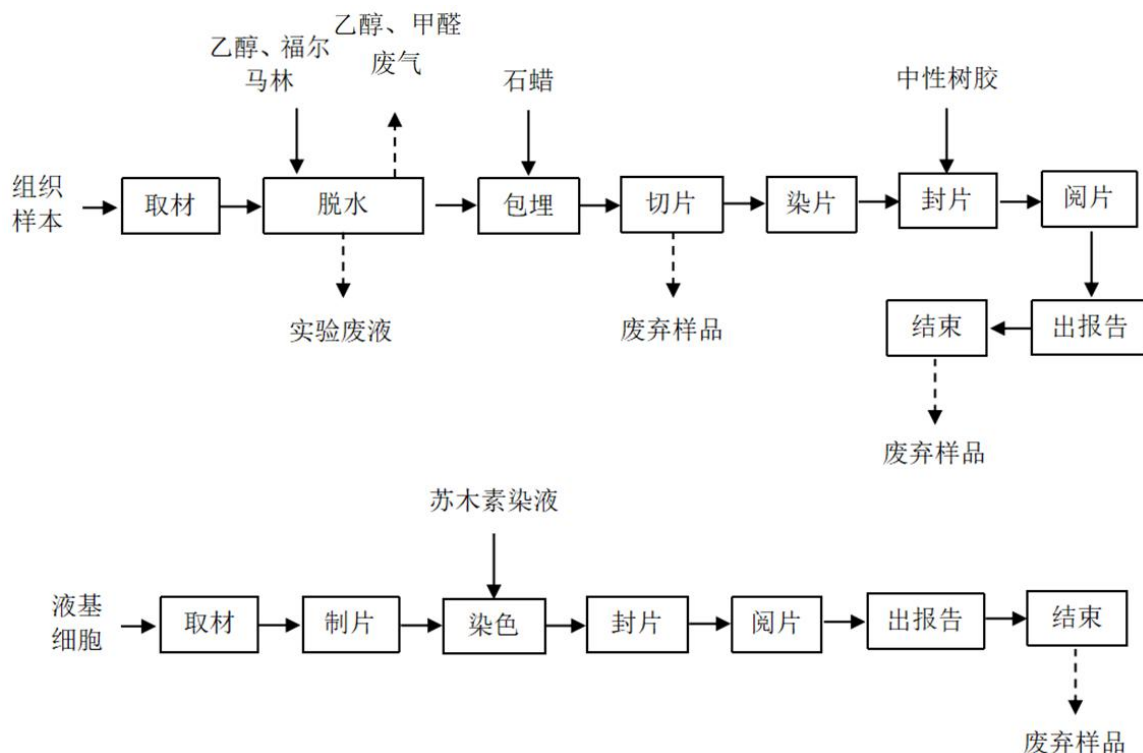 乙醇、福尔
马林
乙醇、甲醛
废气
石蜡
中性树胶
组织
样本
取材
脱水
包埋
切片
染片
封片
阅片
实验废液
废弃样品
结束
出报告
废弃样品
苏木素染液
液基
细胞
取材
制片
染色
封片
阅片
出报告
结束
废弃样品